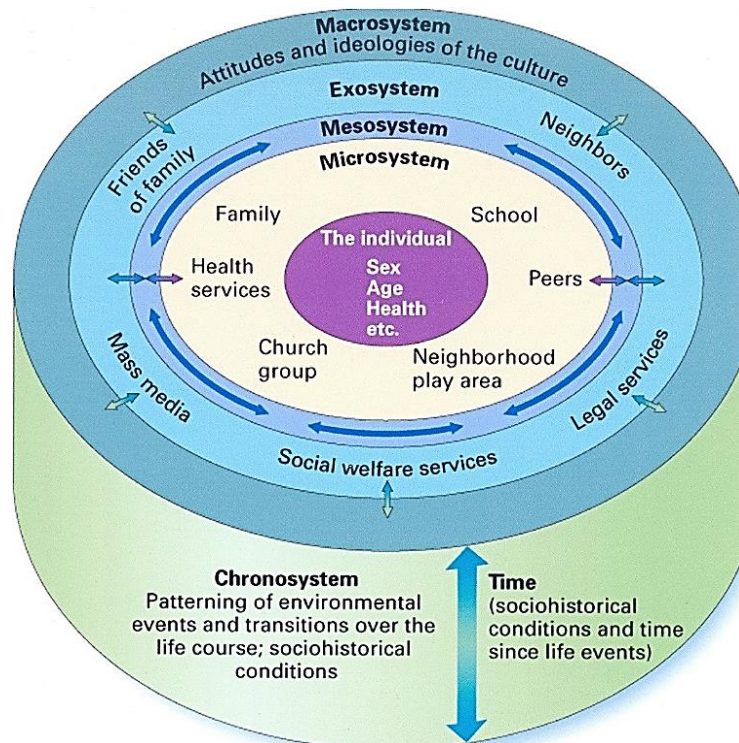 Macrosystem
Attitudes and ideologies of the culture
Exosystem
Mesosystem
Microsystem
Friends
of family
Neighbors
Family
School
The individual
Sex
Age
Health
etc.
Health
services
Peers
Church
group
Neighborhood
play area
Mass media
Legal services
Social welfare services
Chronosystem
Patterning of environmental
events and transitions over the
life course; sociohistorical
conditions
Time
(sociohistorical
conditions and time
since life events)